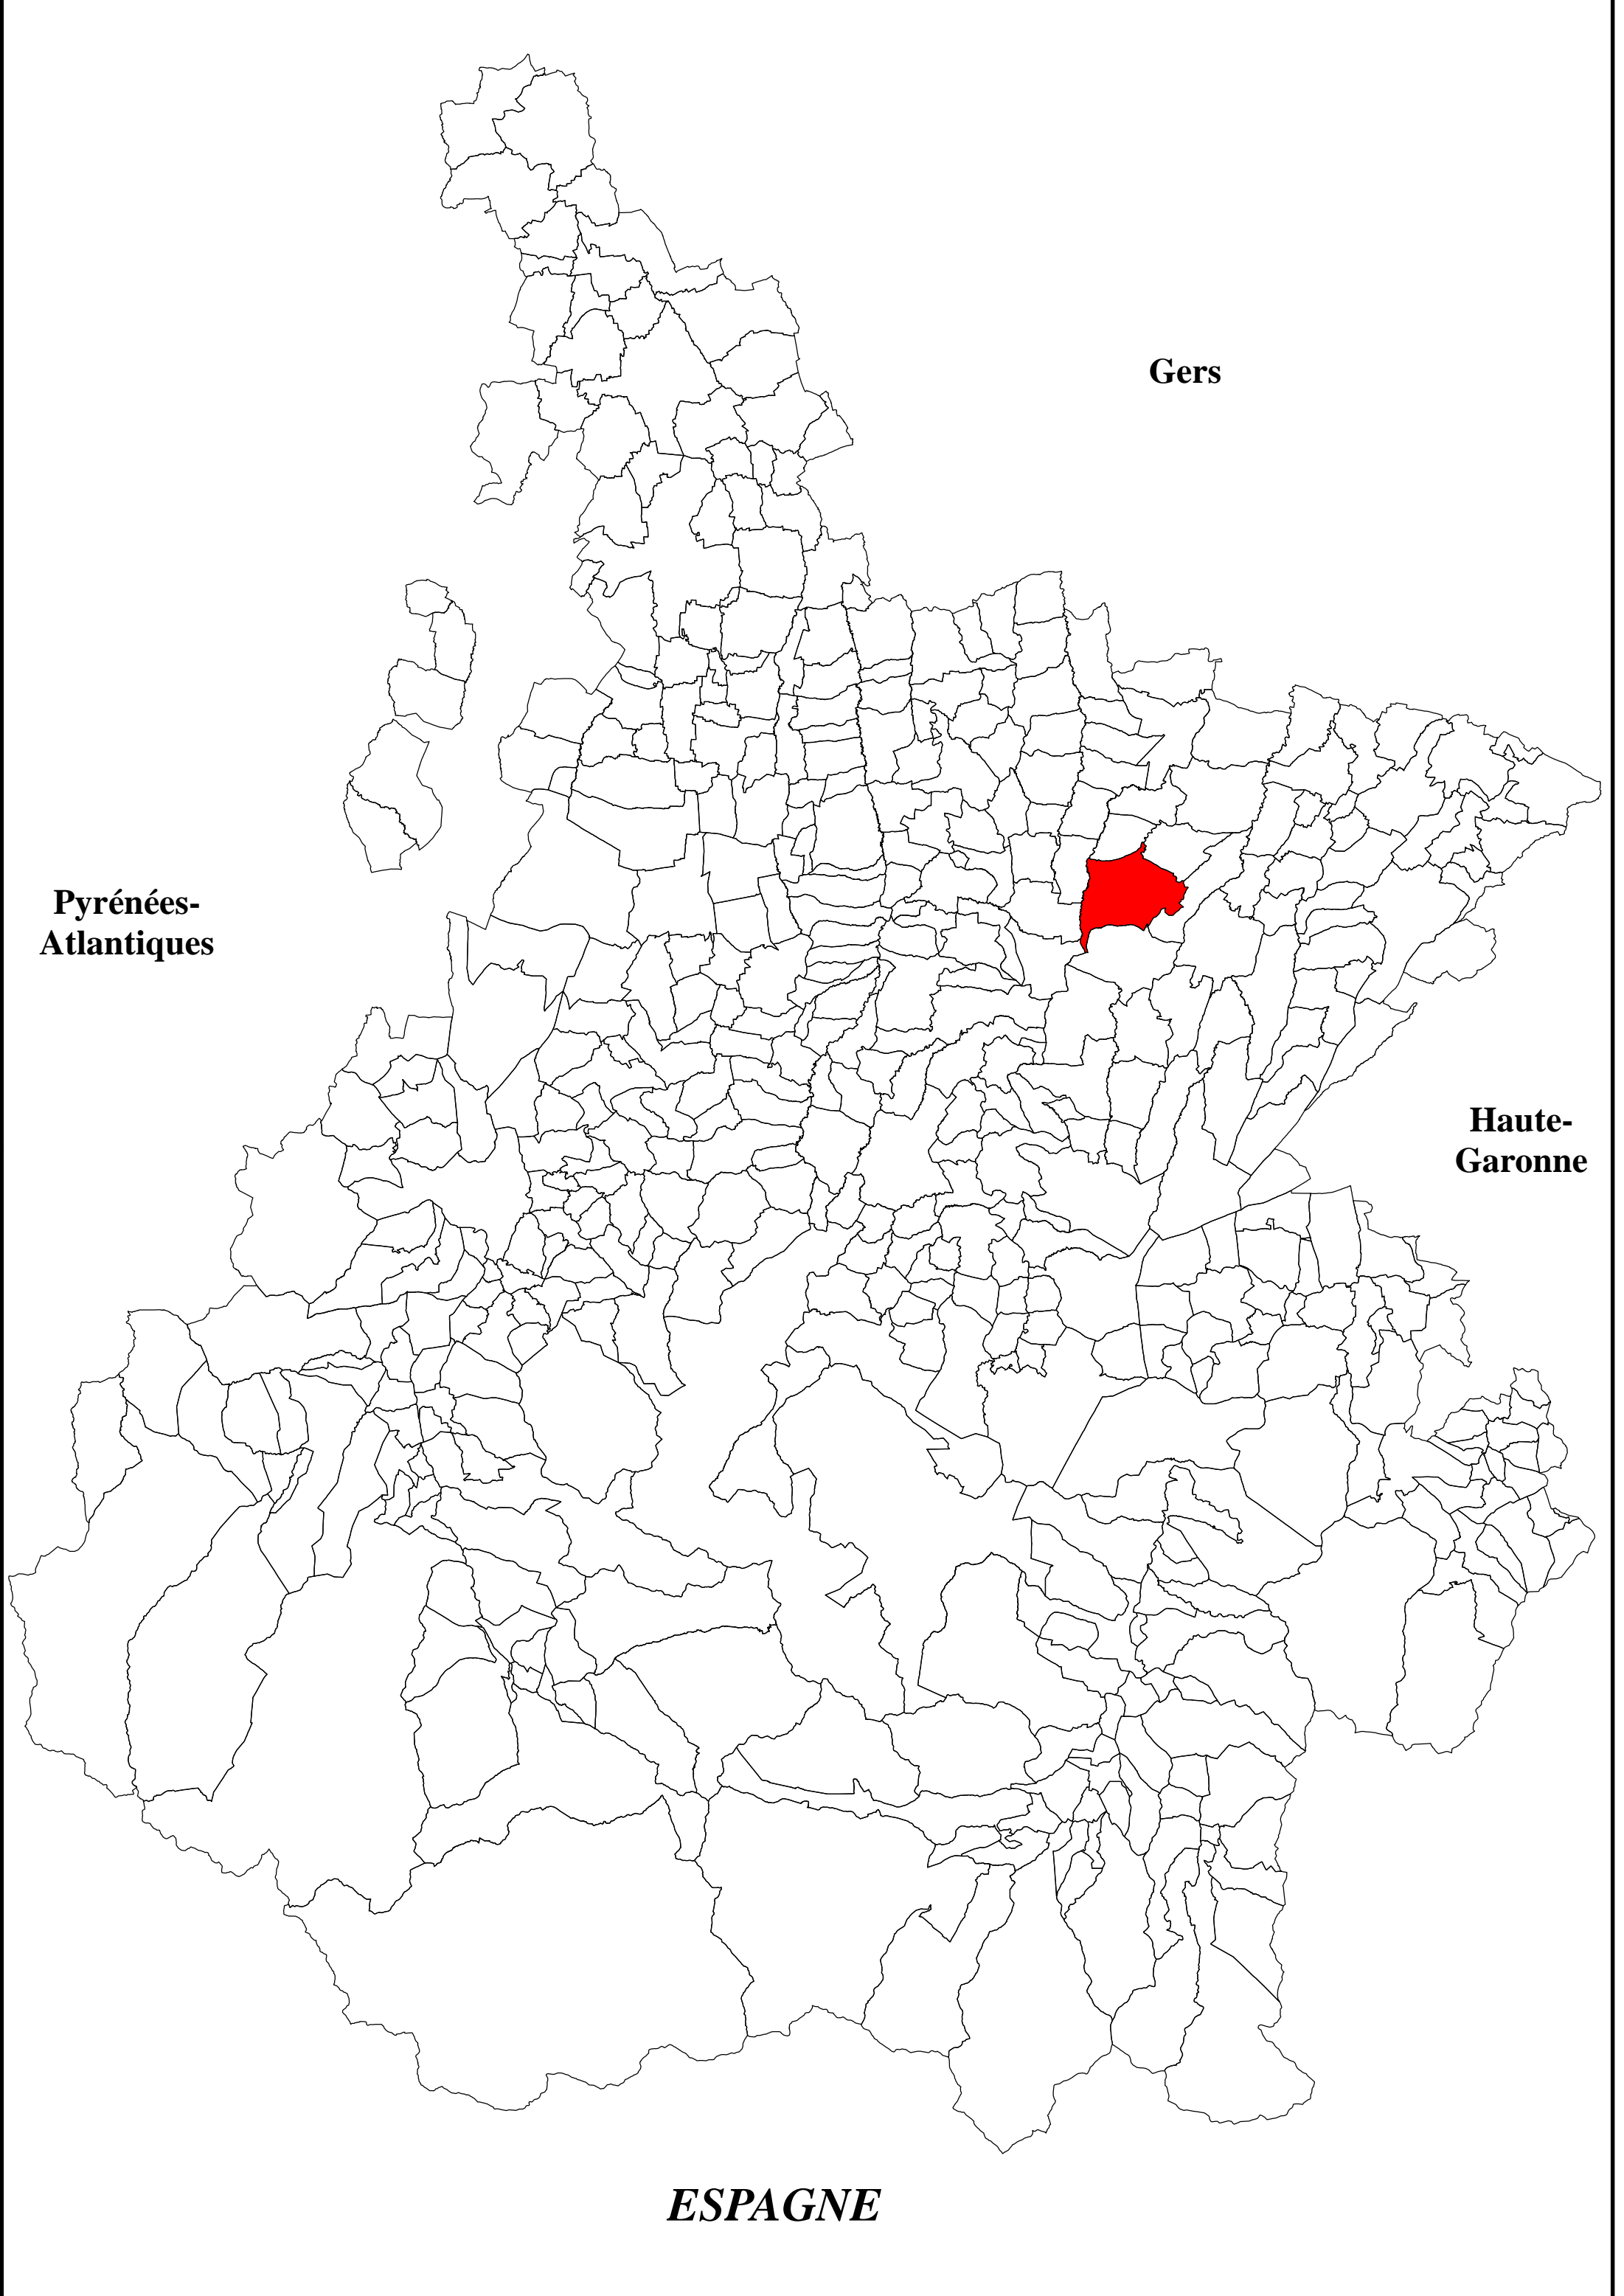 Gers
Pyrénées-
Atlantiques
Haute-
Garonne
ESPAGNE